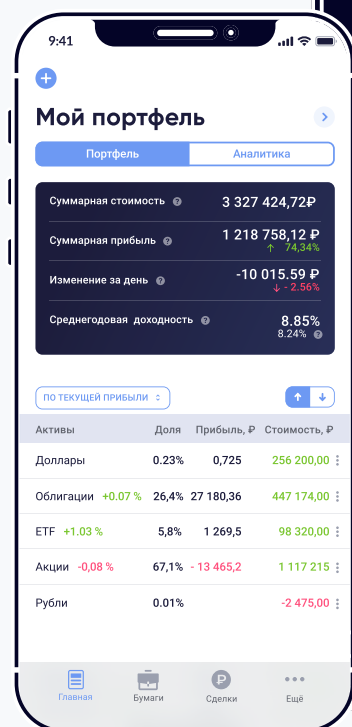 9:41
Мой портфель
Портфель Аналитика
Суммарная стоимость ? 3 327 424,72₽
Суммарная прибыль ? 1 218 758,12 ₽
↑ 74,34%
Изменение за день ? -10 015.59 ₽
↓ - 2.56%
Среднегодовая доходность ? 8.85%
8.24% ?
ПО ТЕКУЩЕЙ ПРИБЫЛИ
Активы Доля Прибыль, ₽ Стоимость, ₽
Доллары 0.23% 0,725 256 200,00
Облигации +0.07 % 26,4% 27 180,36 447 174,00
ETF +1.03 % 5,8% 1 269,5 98 320,00
Акции -0,08 % 67,1% - 13 465,2 1 117 215
Рубли 0.01% -2 475,00
Главная Бумаги Сделки Ещё